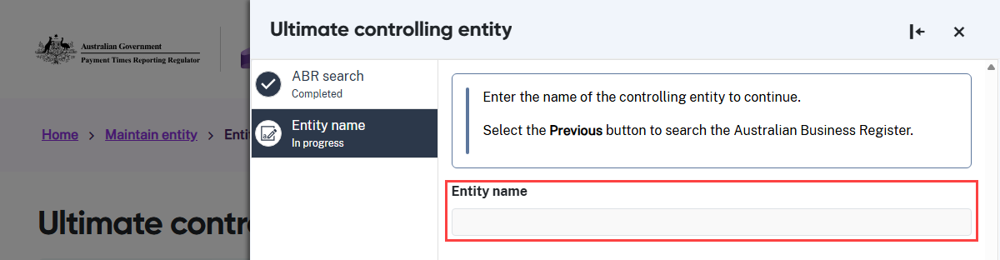 Australian Government
Payment Times Reporting Regulator
Home > Maintain entity > Enti
Ultimate contr
Ultimate controlling entity
ABR search
Completed
Entity name
In progress
Enter the name of the controlling entity to continue.
Select the Previous button to search the Australian Business Register.
Entity name